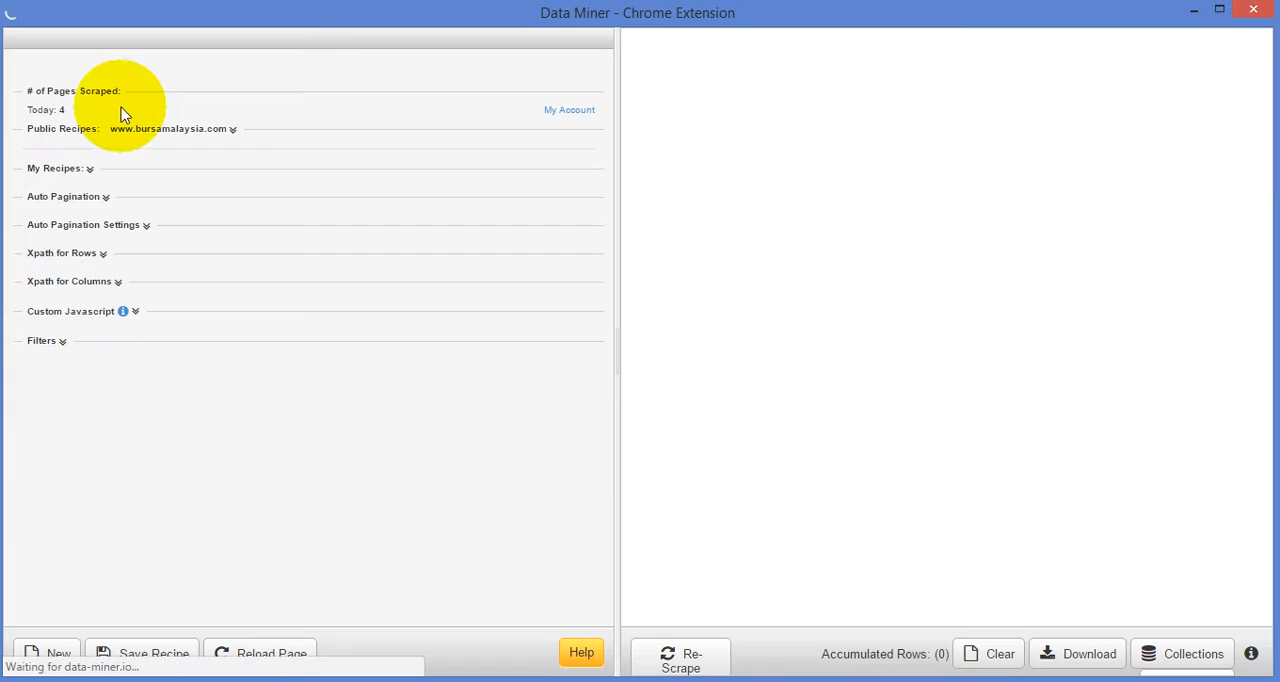 Data Miner - Chrome Extension
# of Pages Scraped:
Today: 4
My Account
Public Recipes: www.bursamalaysia.com
My Recipes:
Auto Pagination
Auto Pagination Settings
Xpath for Rows
Xpath for Columns
Custom Javascript
Filters
New
Save Recipe
Reload Page
Help
Re-
Scrape
Accumulated Rows: (0)
Clear
Download
Collections
Waiting for data-miner.io...